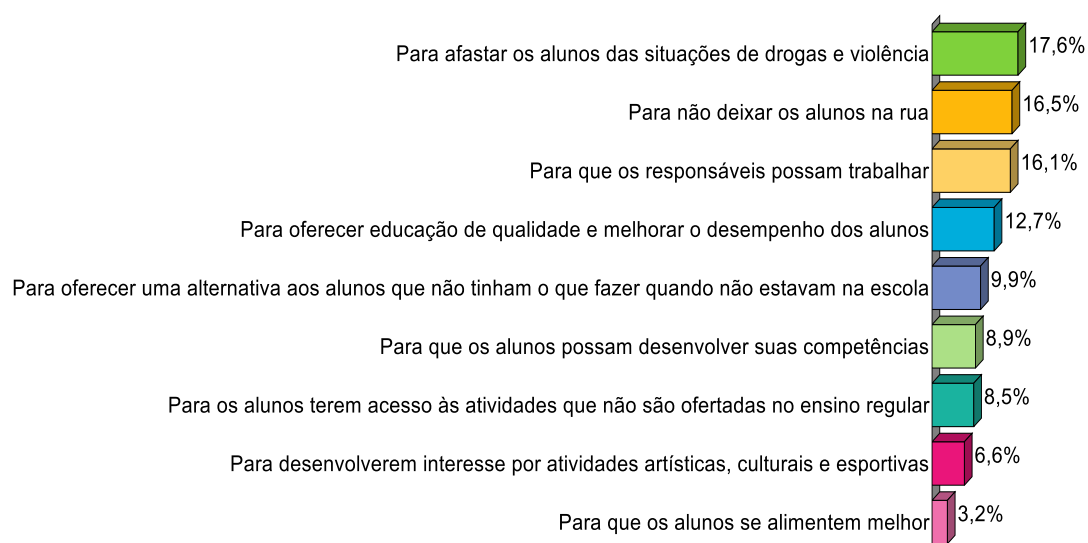 Para afastar os alunos das situações de drogas e violência 17,6%
Para não deixar os alunos na rua 16,5%
Para que os responsáveis possam trabalhar 16,1%
Para oferecer educação de qualidade e melhorar o desempenho dos alunos 12,7%
Para oferecer uma alternativa aos alunos que não tinham o que fazer quando não estavam na escola 9,9%
Para que os alunos possam desenvolver suas competências 8,9%
Para os alunos terem acesso às atividades que não são ofertadas no ensino regular 8,5%
Para desenvolverem interesse por atividades artísticas, culturais e esportivas 6,6%
Para que os alunos se alimentem melhor 3,2%